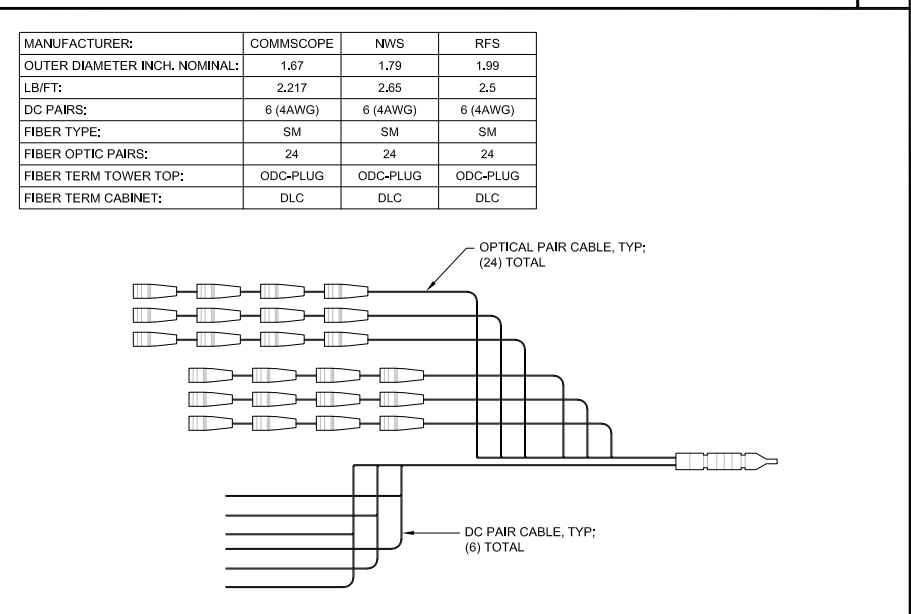 MANUFACTURER: COMMSCOPE NWS RFS
OUTER DIAMETER INCH. NOMINAL: 1.67 1.79 1.99
LB/FT: 2.217 2.65 2.5
DC PAIRS: 6 (4AWG) 6 (4AWG) 6 (4AWG)
FIBER TYPE: SM SM SM
FIBER OPTIC PAIRS: 24 24 24
FIBER TERM TOWER TOP: ODC-PLUG ODC-PLUG ODC-PLUG
FIBER TERM CABINET: DLC DLC DLC
OPTICAL PAIR CABLE, TYP;
(24) TOTAL
DC PAIR CABLE, TYP;
(6) TOTAL